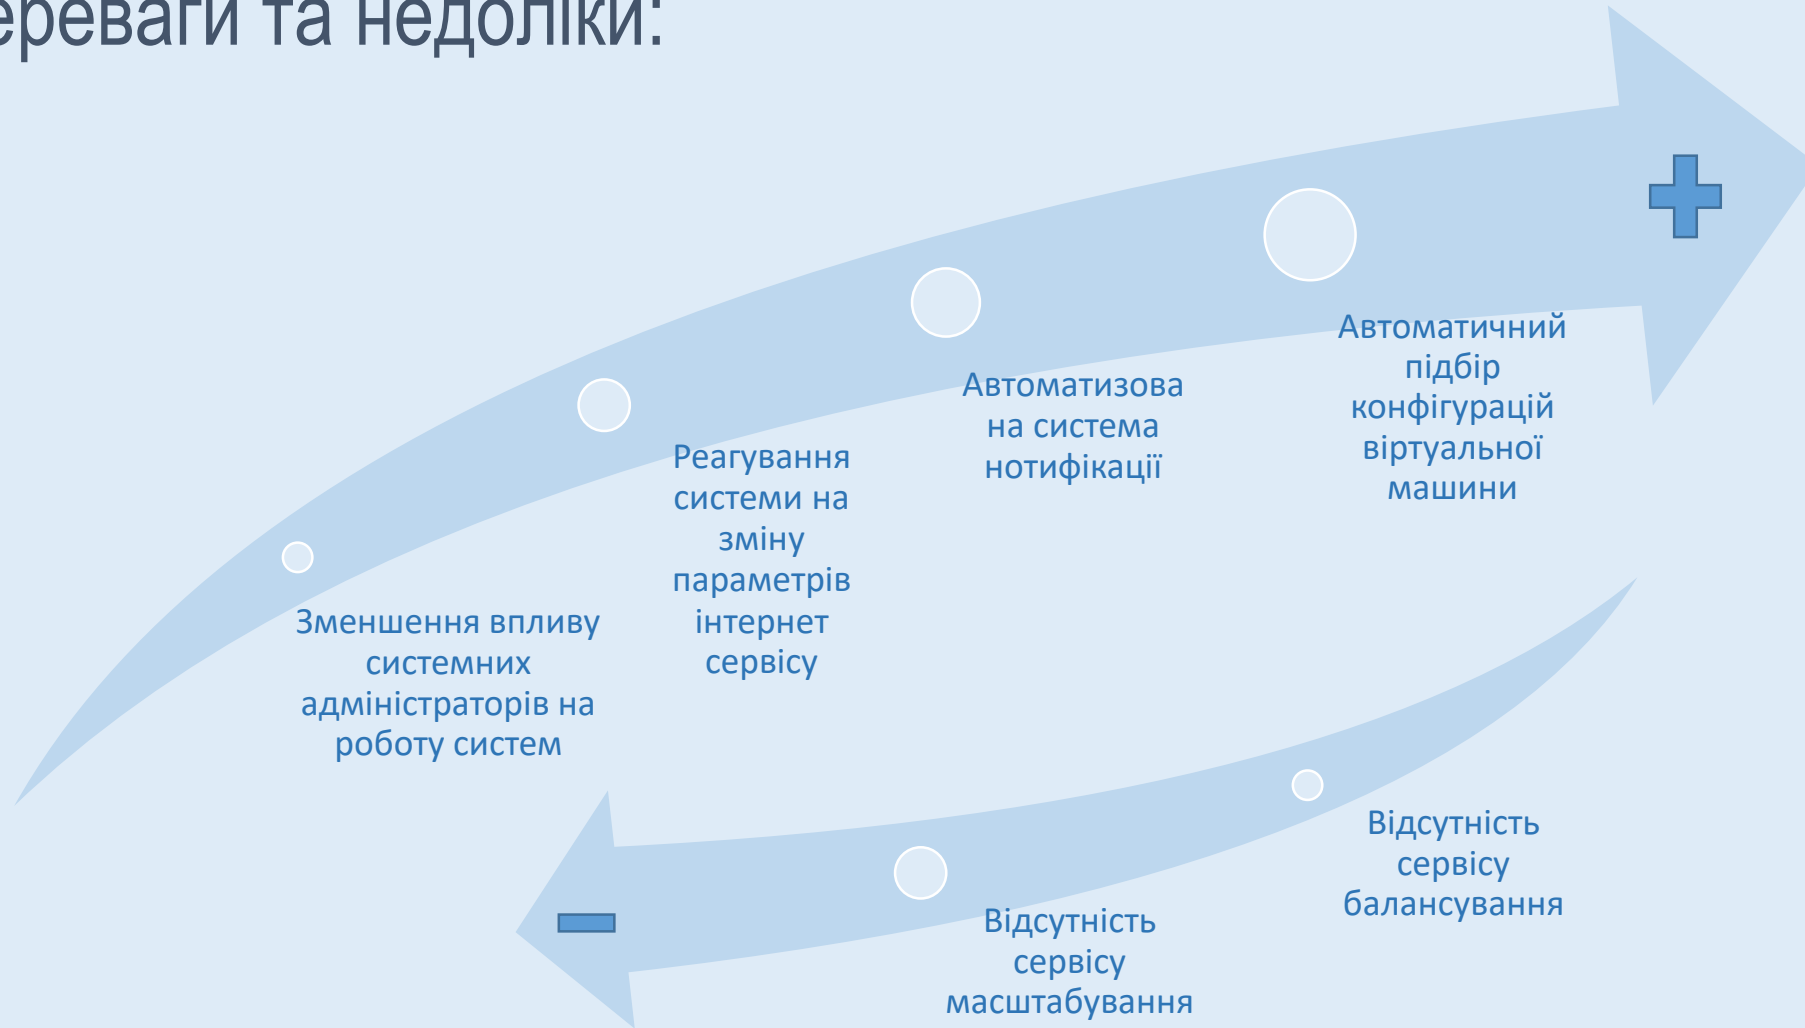 ереваги та недоліки:
Зменшення впливу
системних
адміністраторів на
роботу систем
Реагування
системи на
зміну
параметрів
інтернет
сервісу
Автоматизова
на система
нотифікації
Автоматичний
підбір
конфігурацій
віртуальної
машини
Відсутність
сервісу
балансування
Відсутність
сервісу
масштабування